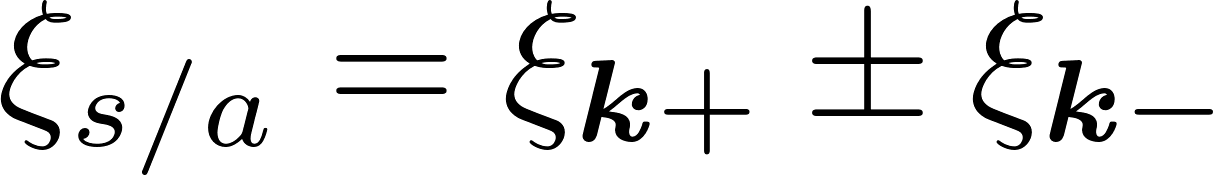 ξ_{s/a} = ξ_{𝒌+} ± ξ_{𝒌−}